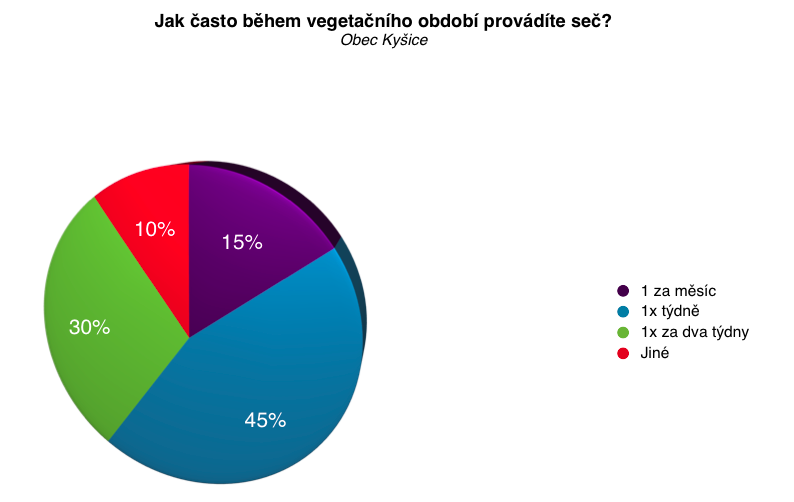 Jak často během vegetačního období provádíte seč?
Obec Kyšice
10%
15%
30%
45%
1 za měsíc
1x týdně
1x za dva týdny
Jiné